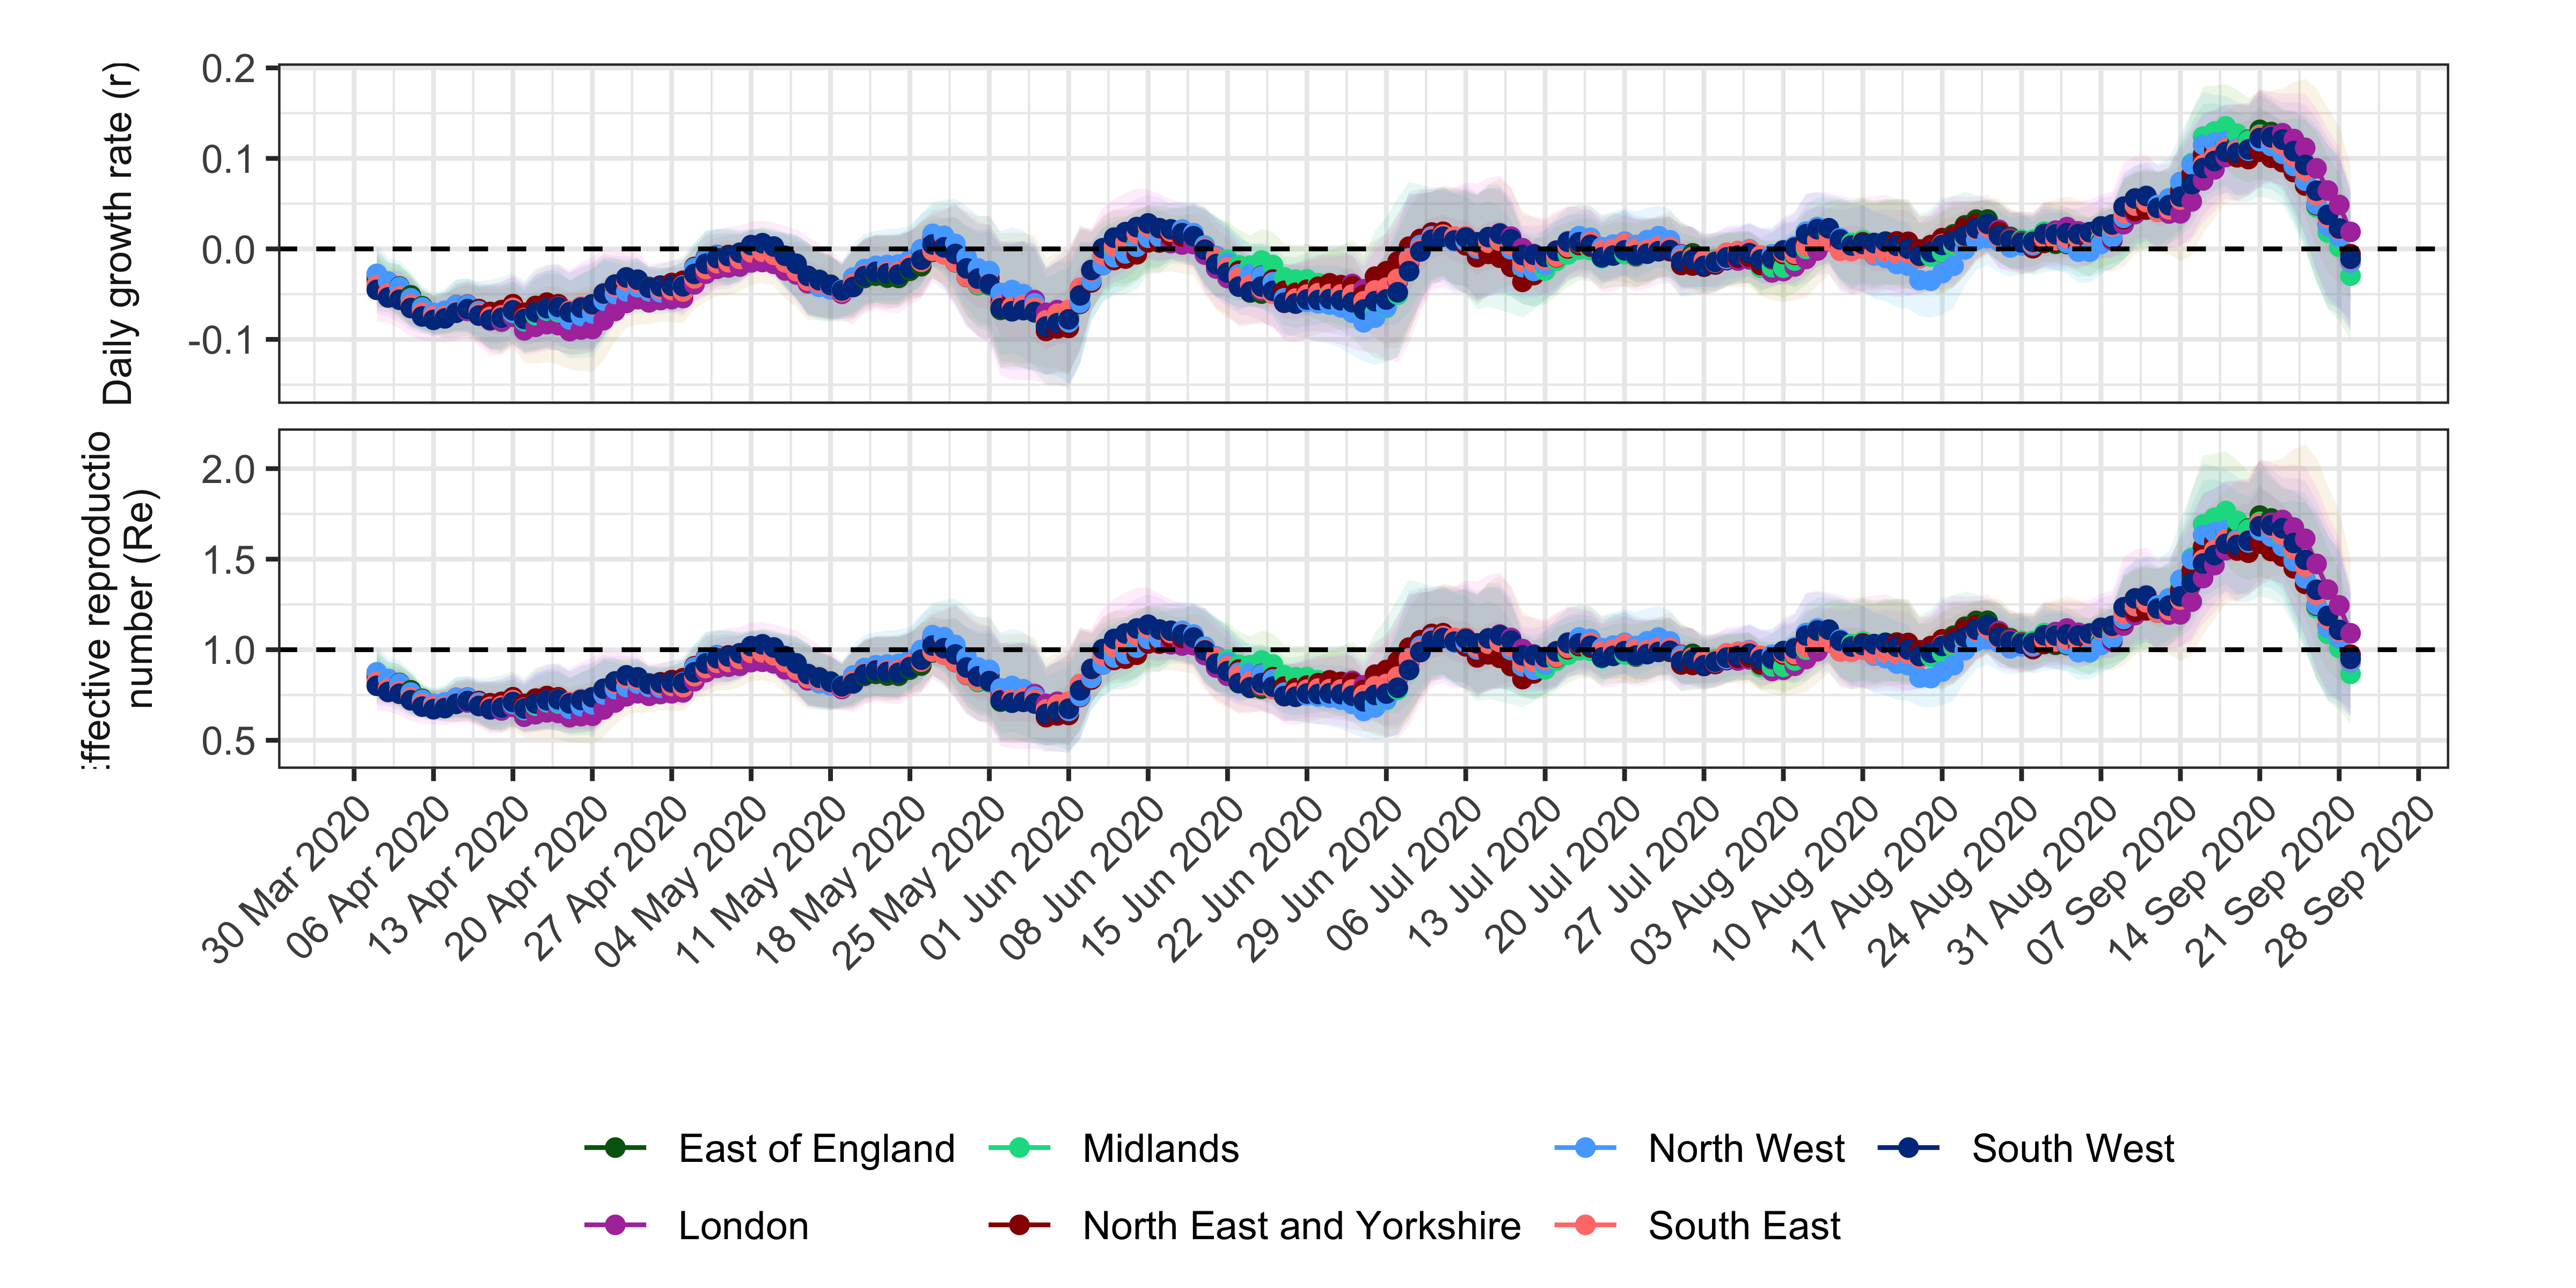 Daily growth rate (r)
0.2
0.1
0.0
-0.1
ffective reproductio
number (Re)
2.0
1.5
1.0
0.5
30 Mar 2020
06 Apr 2020
13 Apr 2020
20 Apr 2020
27 Apr 2020
04 May 2020
11 May 2020
18 May 2020
25 May 2020
01 Jun 2020
08 Jun 2020
15 Jun 2020
22 Jun 2020
29 Jun 2020
06 Jul 2020
13 Jul 2020
20 Jul 2020
27 Jul 2020
03 Aug 2020
10 Aug 2020
17 Aug 2020
24 Aug 2020
31 Aug 2020
07 Sep 2020
14 Sep 2020
21 Sep 2020
28 Sep 2020
East of England
Midlands
North West
South West
London
North East and Yorkshire
South East